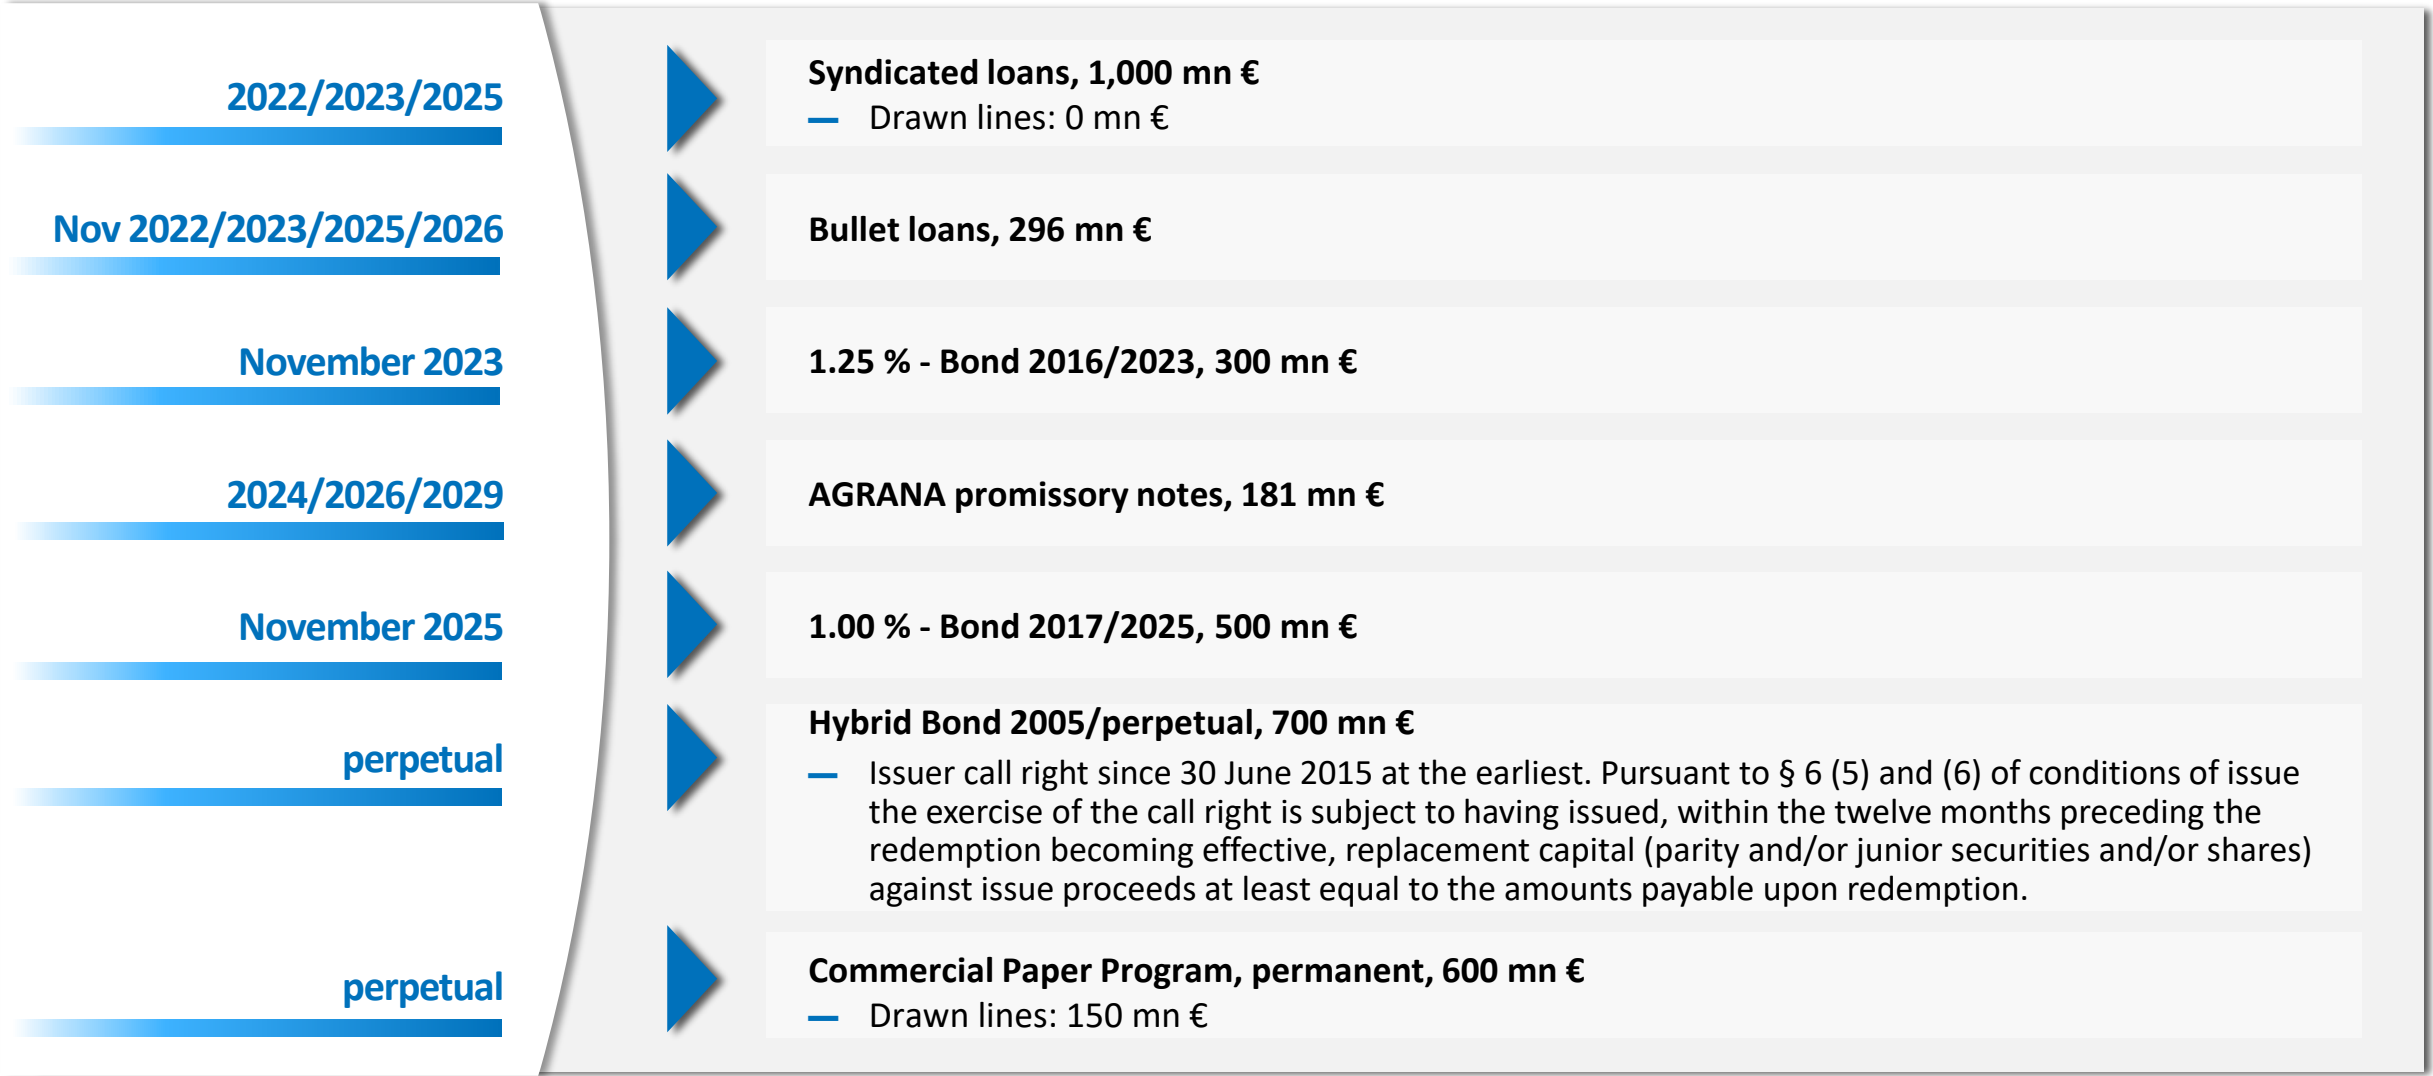 2022/2023/2025
Syndicated loans, 1,000 mn €
— Drawn lines: 0 mn €
Nov 2022/2023/2025/2026
Bullet loans, 296 mn €
November 2023
1.25 % - Bond 2016/2023, 300 mn €
2024/2026/2029
AGRANA promissory notes, 181 mn €
November 2025
1.00 % - Bond 2017/2025, 500 mn €
perpetual
Hybrid Bond 2005/perpetual, 700 mn €
— Issuer call right since 30 June 2015 at the earliest. Pursuant to § 6 (5) and (6) of conditions of issue
the exercise of the call right is subject to having issued, within the twelve months preceding the
redemption becoming effective, replacement capital (parity and/or junior securities and/or shares)
against issue proceeds at least equal to the amounts payable upon redemption.
perpetual
Commercial Paper Program, permanent, 600 mn €
— Drawn lines: 150 mn €